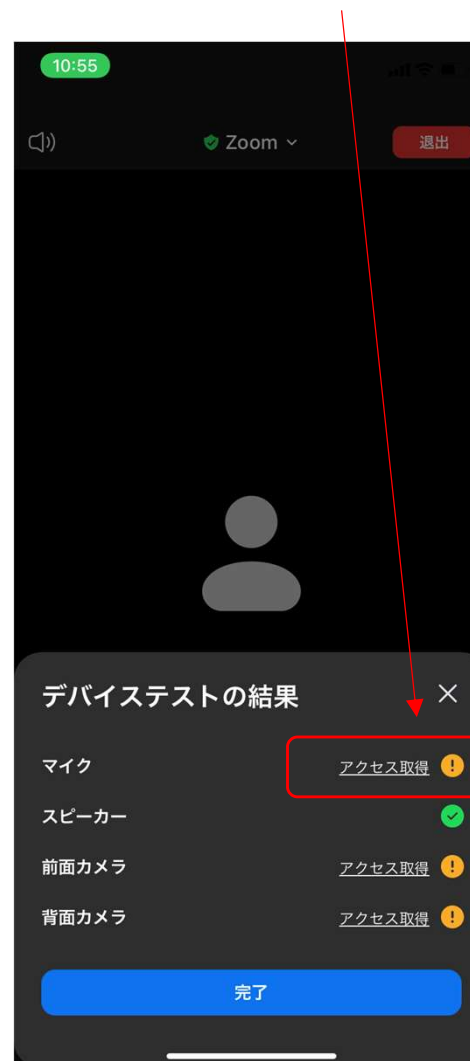 10:55
Zoom
退出
デバイステストの結果
マイク アクセス取得
スピーカー
前面カメラ アクセス取得
背面カメラ アクセス取得
完了